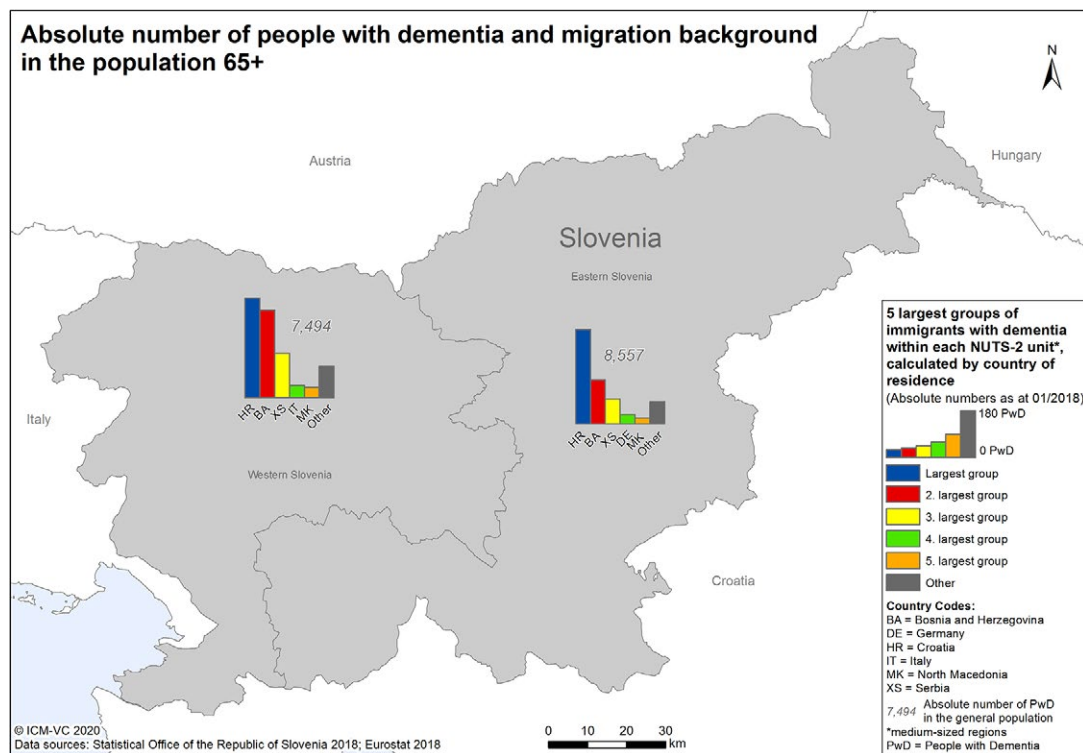 Absolute number of people with dementia and migration background
in the population 65+
N
Austria
Hungary
Slovenia
Eastern Slovenia
7,494
HR
BA
XS
IT
MK
Other
8,557
HR
BA
XS
DE
MK
Other
Italy
Western Slovenia
Croatia
5 largest groups of
immigrants with dementia
within each NUTS-2 unit*,
calculated by country of
residence
(Absolute numbers as at 01/2018)
180 PwD
0 PwD
Largest group
2. largest group
3. largest group
4. largest group
5. largest group
Other
Country Codes:
BA = Bosnia and Herzegovina
DE = Germany
HR = Croatia
IT = Italy
MK = North Macedonia
XS = Serbia
7,494 Absolute number of PwD
in the general population
*medium-sized regions
PwD = People with Dementia
© ICM-VC 2020
Data sources: Statistical Office of the Republic of Slovenia 2018; Eurostat 2018
0 10 20 30
km